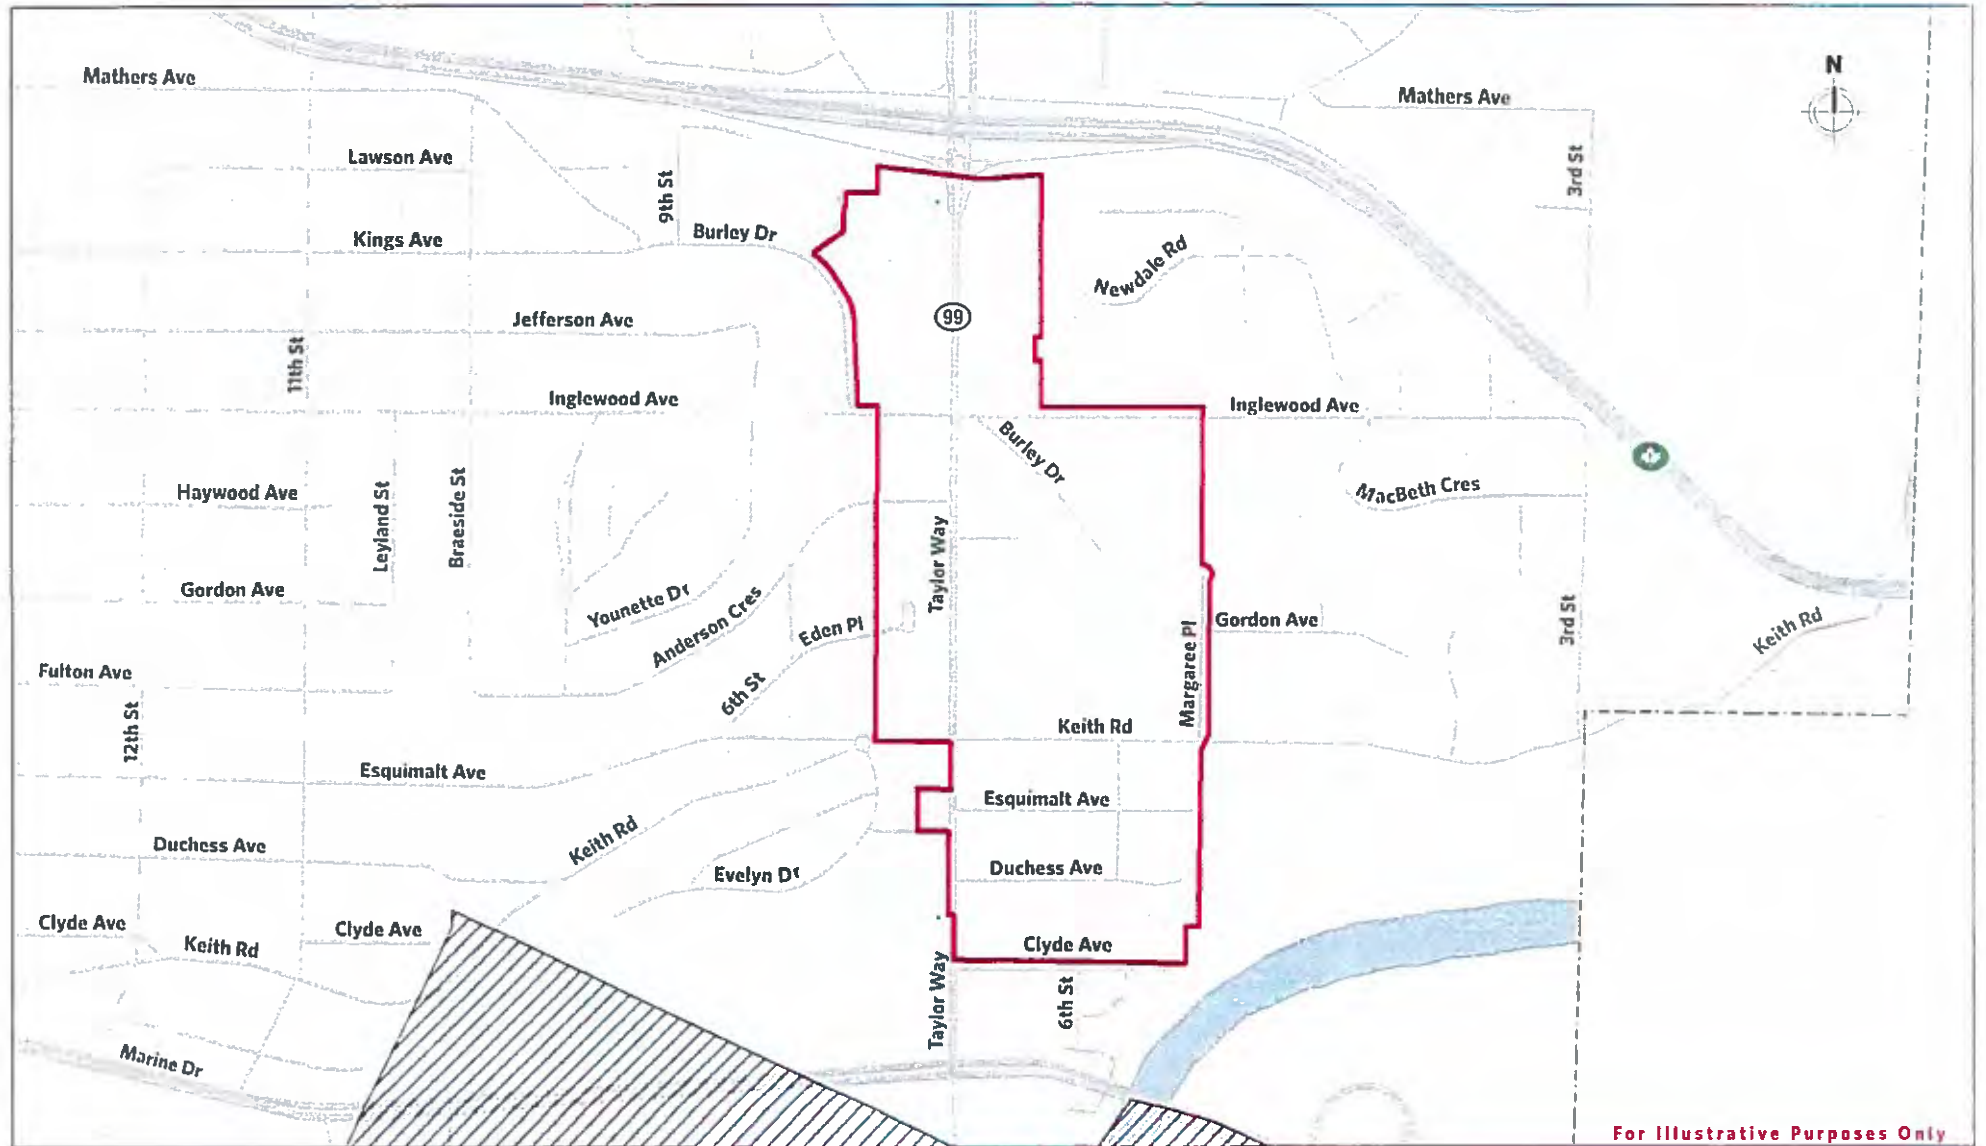 N
Mathers Ave
Mathers Ave
Lawson Ave
3rd St
9th St
Kings Ave
Burley Dr
Newdale Rd
99
Jefferson Ave
11th St
Inglewood Ave
Inglewood Ave
Burley Dr
Haywood Ave
Leyland St
Braeside St
MacBeth Cres
Taylor Way
Gordon Ave
Younette Dr
Anderson Cres
Eden Pl
Margaree Pl
Gordon Ave
3rd St
Keith Rd
Fulton Ave
6th St
12th St
Keith Rd
Esquimalt Ave
Esquimalt Ave
Duchess Ave
Keith Rd
Evelyn Dr
Duchess Ave
Clyde Ave
Keith Rd
Clyde Ave
Clyde Ave
Taylor Way
6th St
Marine Dr
For Illustrative Purposes Only